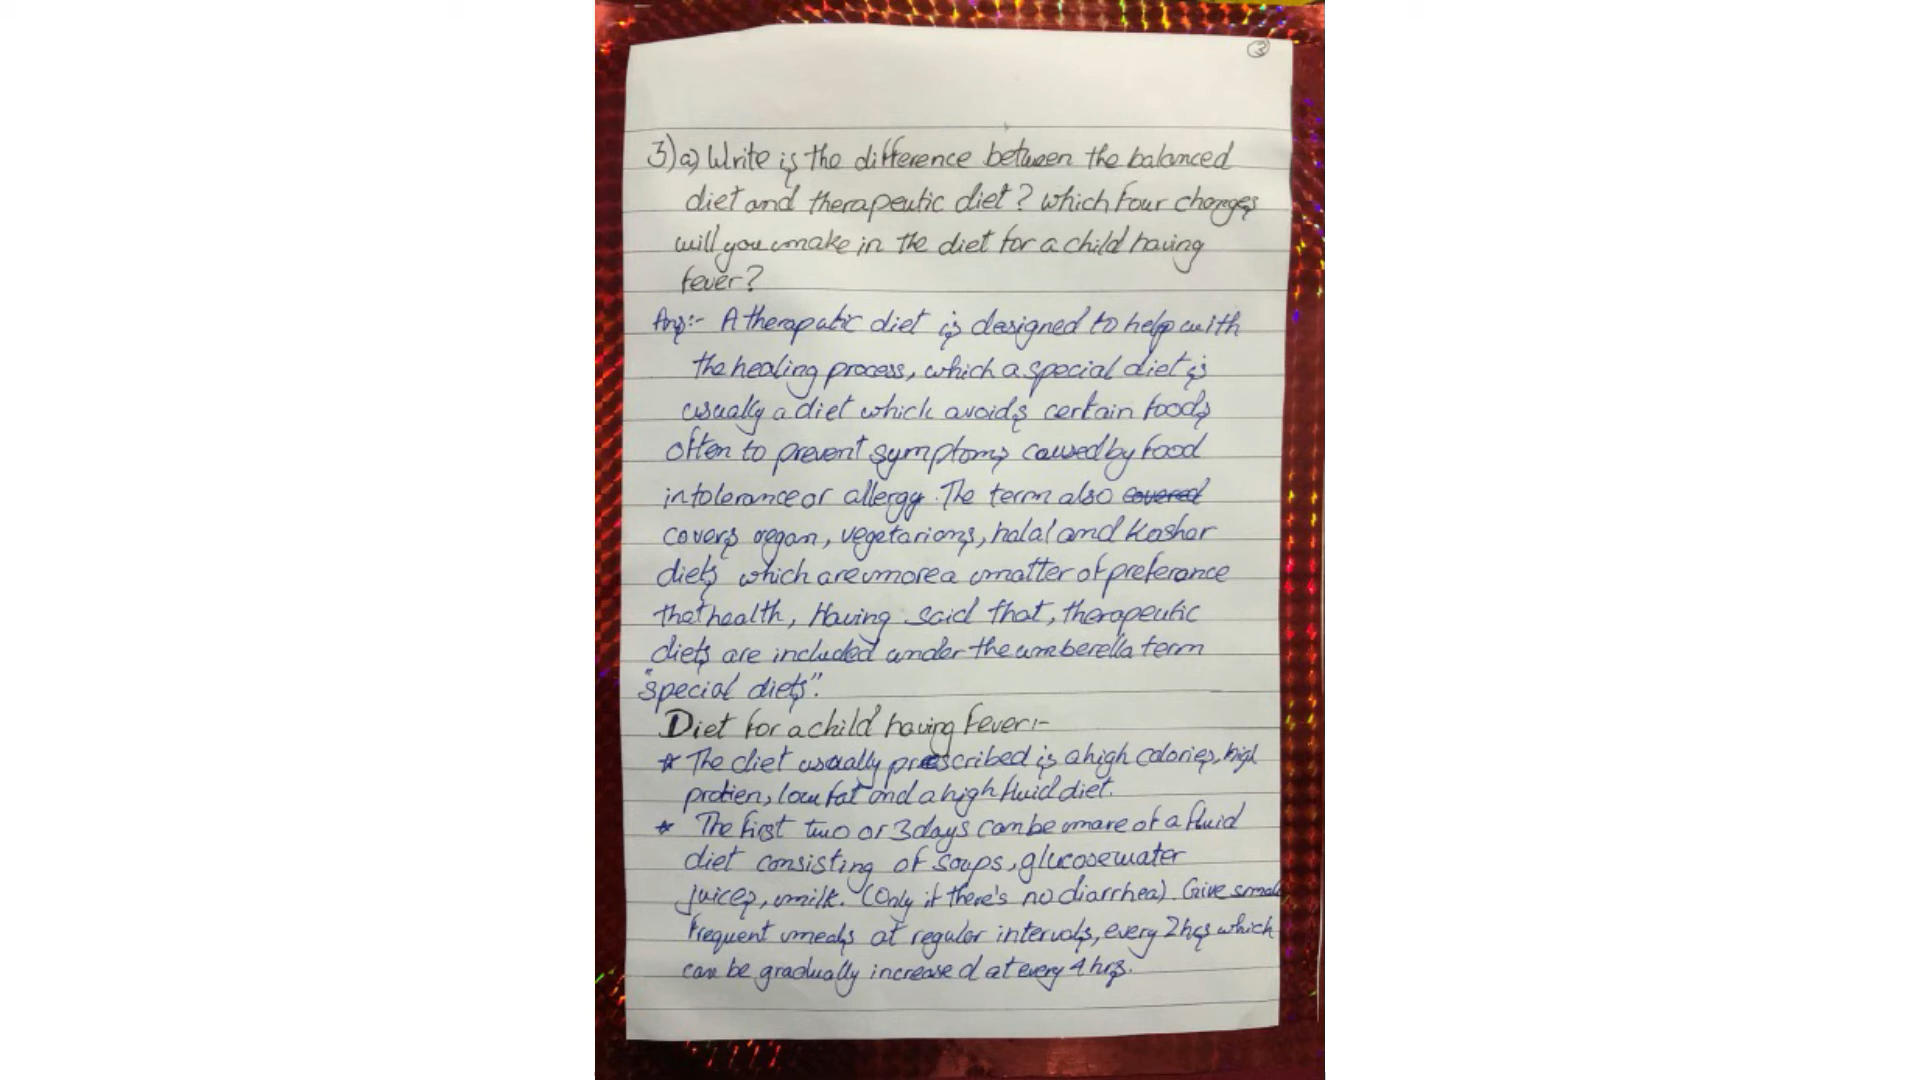 3
3) a) Write is the difference between the balanced
diet and therapeutic diet? which four changes
will you make in the diet for a child having
fever?
Ans:- A therapatic diet is designed to help with
the healing process, which a special diet is
usually a diet which avoids certain foods
often to prevent symptoms caused by food
intolerance or allergy. The term also covered
covers vegan, vegetarians, halal and Kosher
diets which are more a matter of preferance
that health, Having said that, therapeutic
diets are included under the umberella term
"special diets".
Diet for a child having fever:-
* The diet usually prescribed is a high calories, high
protien, low fat and a high fluid diet.
* The first two or 3 days can be more of a fluid
diet consisting of soups, glucose water
juices, milk. (Only if there's no diarrhea). Give small
frequent meals at regular intervals, every 2 hrs which
can be gradually increased at every 4 hrs.